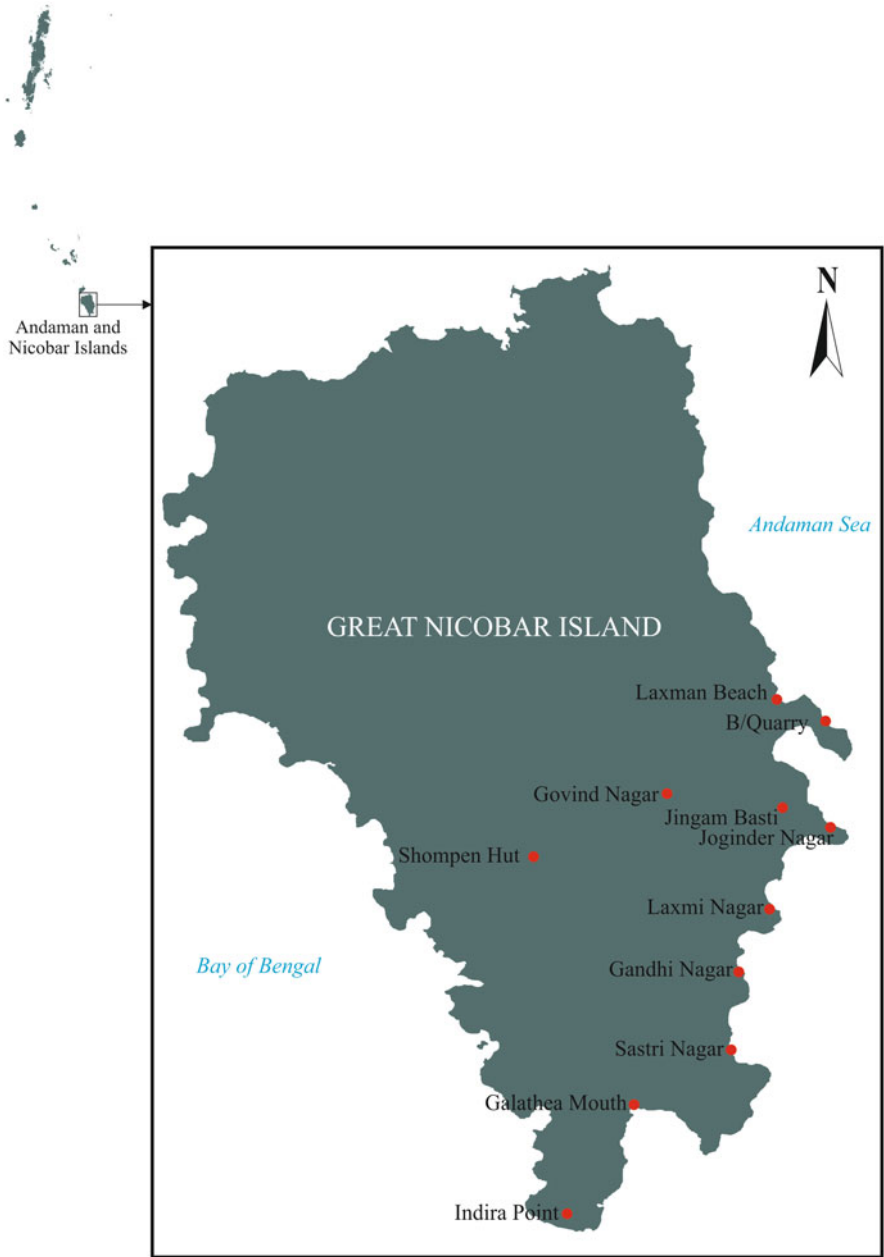 N
Andaman and
Nicobar Islands
Andaman Sea
GREAT NICOBAR ISLAND
Laxman Beach
B/Quarry
Govind Nagar
Jingam Basti
Joginder Nagar
Shompen Hut
Laxmi Nagar
Bay of Bengal
Gandhi Nagar
Sastri Nagar
Galathea Mouth
Indira Point